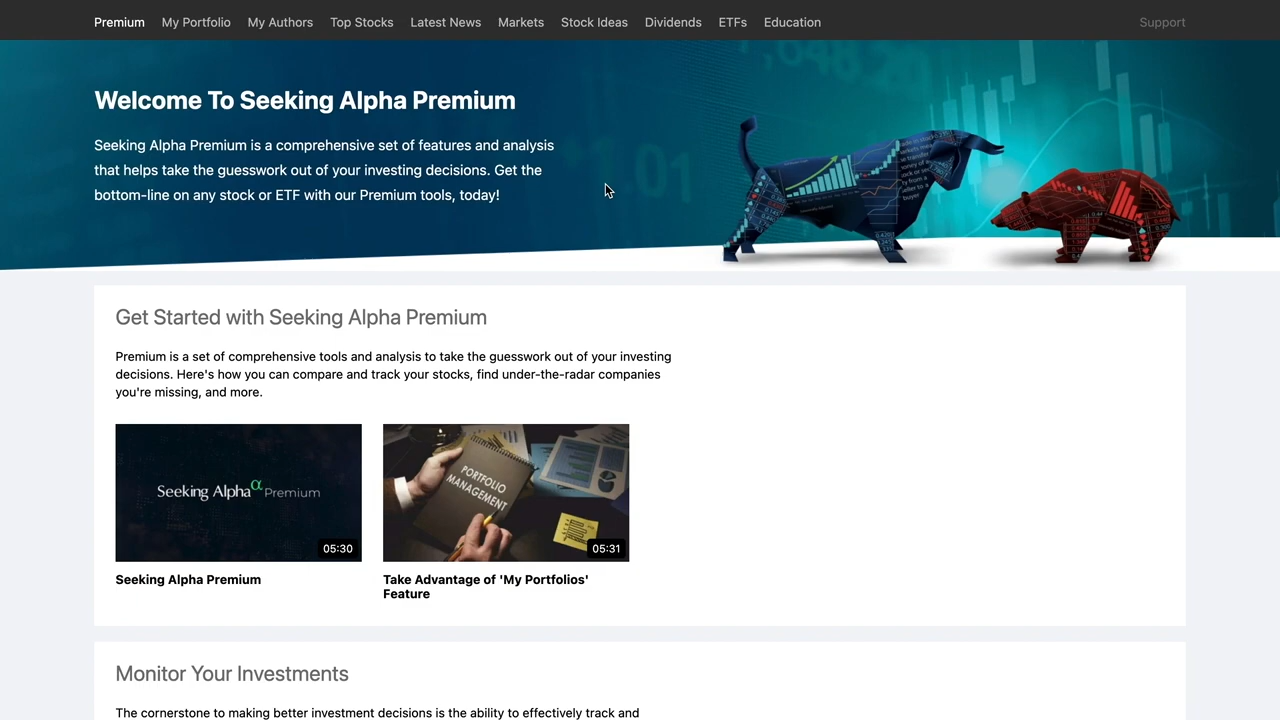 Premium My Portfolio My Authors Top Stocks Latest News Markets Stock Ideas Dividends ETFs Education Support
Welcome To Seeking Alpha Premium
Seeking Alpha Premium is a comprehensive set of features and analysis
that helps take the guesswork out of your investing decisions. Get the
bottom-line on any stock or ETF with our Premium tools, today!
Get Started with Seeking Alpha Premium
Premium is a set of comprehensive tools and analysis to take the guesswork out of your investing
decisions. Here's how you can compare and track your stocks, find under-the-radar companies
you're missing, and more.
Seeking Alpha α Premium
05:30
PORTFOLIO
MANAGEMENT
05:31
Seeking Alpha Premium
Take Advantage of 'My Portfolios'
Feature
Monitor Your Investments
The cornerstone to making better investment decisions is the ability to effectively track and